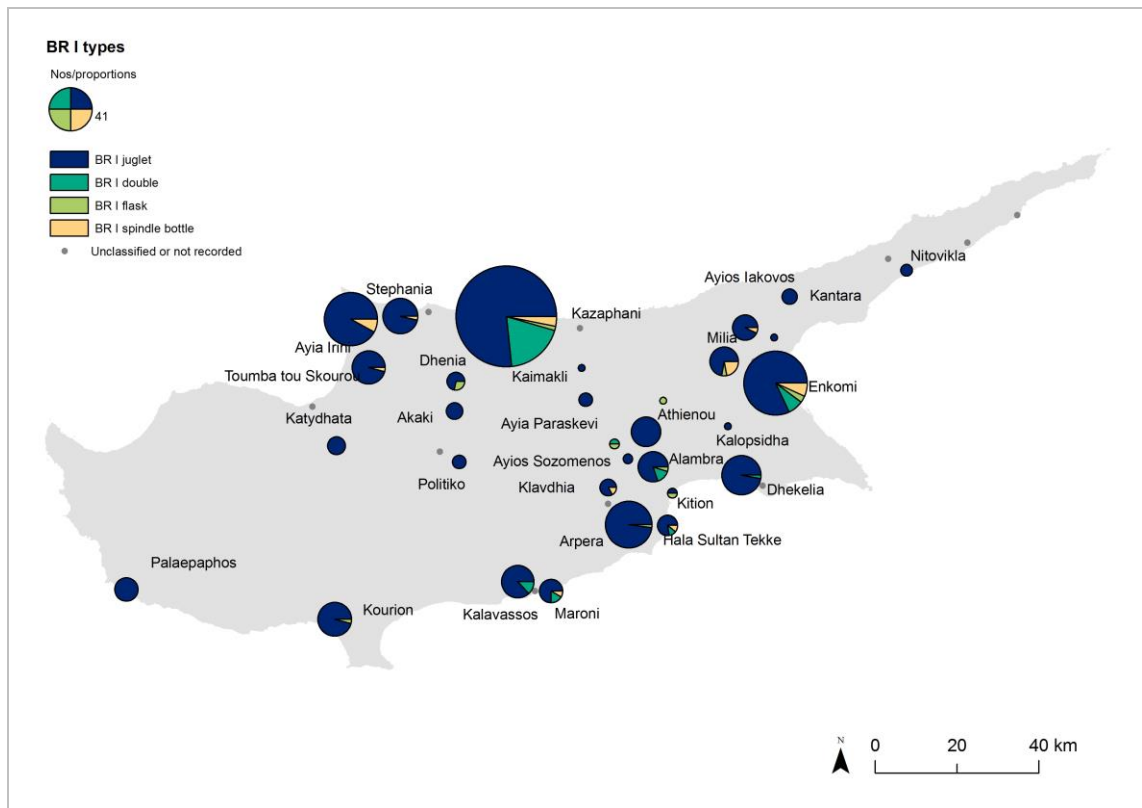 BR I types
Nos/proportions
41
BR I juglet
BR I double
BR I flask
BR I spindle bottle
Unclassified or not recorded
Nitovikla
Ayios Iakovos
Kantara
Stephania
Kazaphani
Milia
Ayia Irini
Dhenia
Kaimakli
Toumba tou Skourou
Enkomi
Katydhata
Akaki
Ayia Paraskevi
Athienou
Kalopsidha
Ayios Sozomenos
Alambra
Politiko
Klavdhia
Dhekelia
Kition
Arpera
Hala Sultan Tekke
Palaepaphos
Kourion
Kalavassos
Maroni
N
0 20 40 km